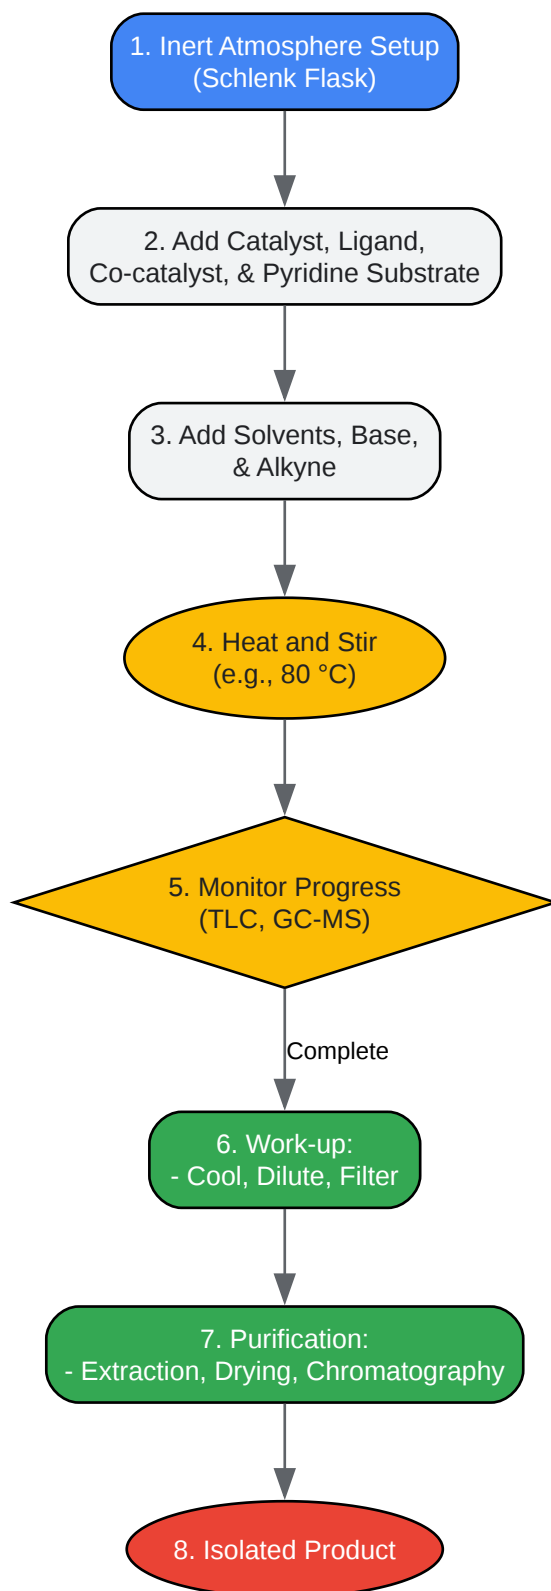 1. Inert Atmosphere Setup
(Schlenk Flask)
2. Add Catalyst, Ligand,
Co-catalyst, & Pyridine Substrate
3. Add Solvents, Base,
& Alkyne
4. Heat and Stir
(e.g., 80 °C)
5. Monitor Progress
(TLC, GC-MS)
Complete
6. Work-up:
- Cool, Dilute, Filter
7. Purification:
- Extraction, Drying, Chromatography
8. Isolated Product